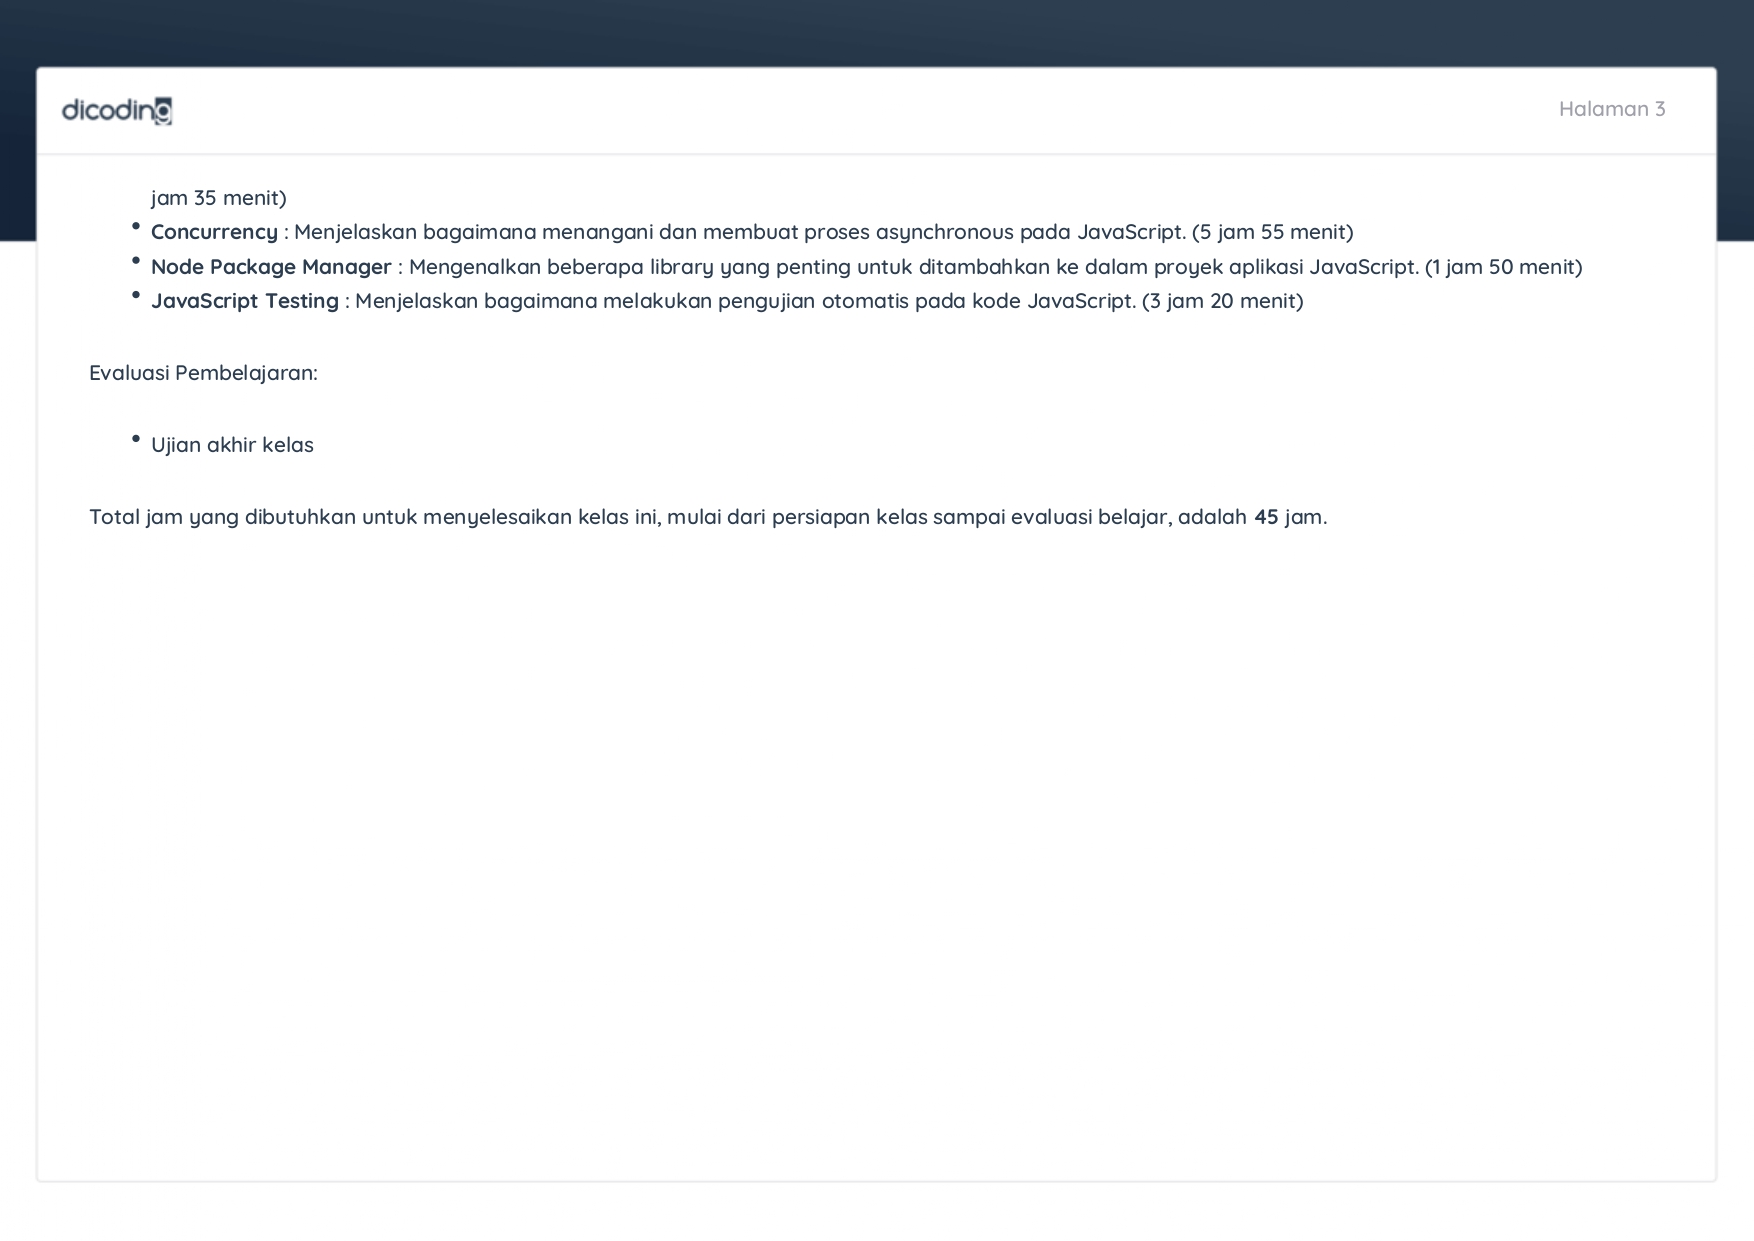 dicoding
Halaman 3
jam 35 menit)
• Concurrency : Menjelaskan bagaimana menangani dan membuat proses asynchronous pada JavaScript. (5 jam 55 menit)
• Node Package Manager : Mengenalkan beberapa library yang penting untuk ditambahkan ke dalam proyek aplikasi JavaScript. (1 jam 50 menit)
• JavaScript Testing : Menjelaskan bagaimana melakukan pengujian otomatis pada kode JavaScript. (3 jam 20 menit)
Evaluasi Pembelajaran:
• Ujian akhir kelas
Total jam yang dibutuhkan untuk menyelesaikan kelas ini, mulai dari persiapan kelas sampai evaluasi belajar, adalah 45 jam.